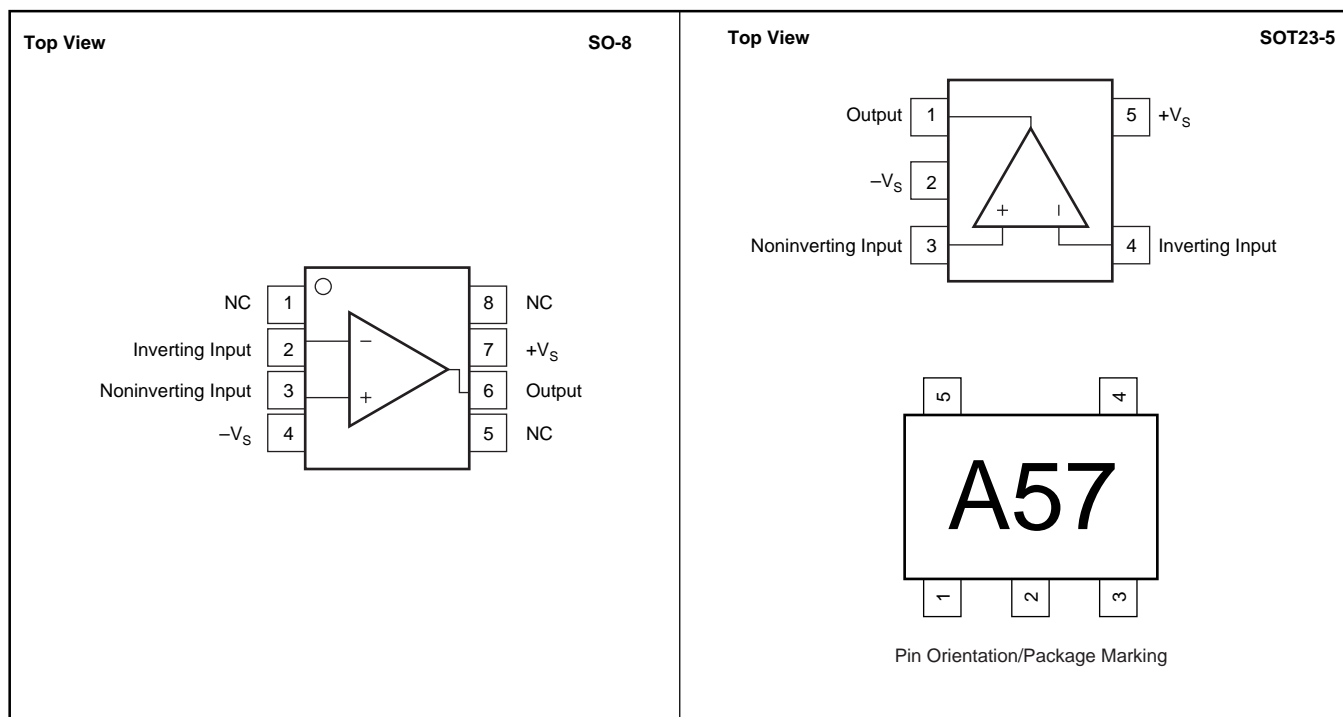 Top View SO-8
NC 1 8 NC
Inverting Input 2 − 7 +VS
Noninverting Input 3 + 6 Output
–VS 4 5 NC
Top View SOT23-5
Output 1 5 +VS
–VS 2
+ −
Noninverting Input 3 4 Inverting Input
5 4
A57
1 2 3
Pin Orientation/Package Marking